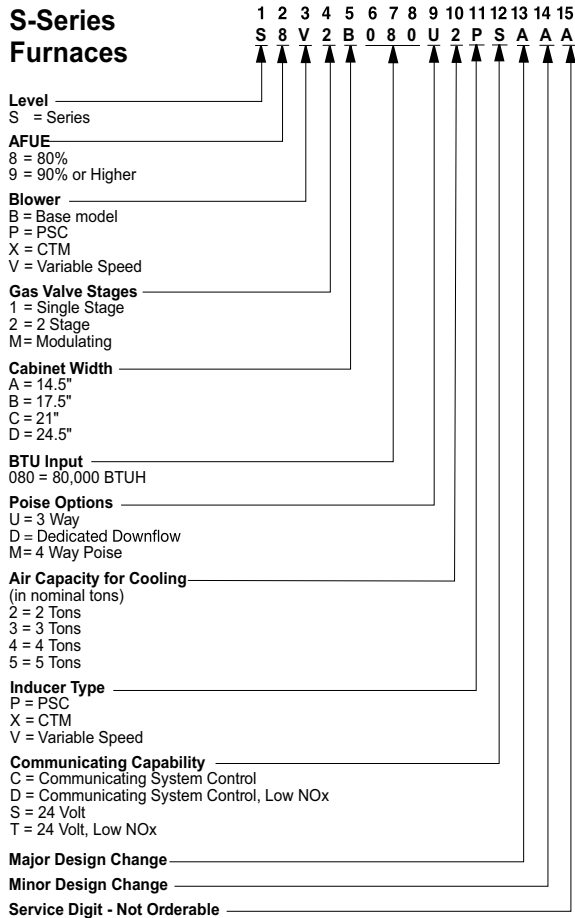 S-Series
Furnaces
1 2 3 4 5 6 7 8 9 10 11 12 13 14 15
S 8 V 2 B 0 8 0 U 2 P S A A A
Level
S = Series
AFUE
8 = 80%
9 = 90% or Higher
Blower
B = Base model
P = PSC
X = CTM
V = Variable Speed
Gas Valve Stages
1 = Single Stage
2 = 2 Stage
M= Modulating
Cabinet Width
A = 14.5"
B = 17.5"
C = 21"
D = 24.5"
BTU Input
080 = 80,000 BTUH
Poise Options
U = 3 Way
D = Dedicated Downflow
M= 4 Way Poise
Air Capacity for Cooling
(in nominal tons)
2 = 2 Tons
3 = 3 Tons
4 = 4 Tons
5 = 5 Tons
Inducer Type
P = PSC
X = CTM
V = Variable Speed
Communicating Capability
C = Communicating System Control
D = Communicating System Control, Low NOx
S = 24 Volt
T = 24 Volt, Low NOx
Major Design Change
Minor Design Change
Service Digit - Not Orderable